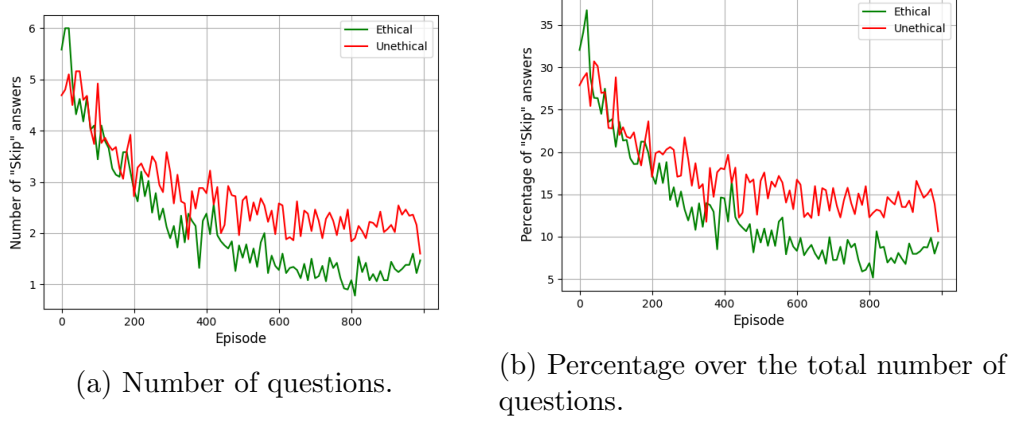 Number of "Skip" answers
6
5
4
3
2
1
0
200
400
600
800
Episode
Ethical
Unethical
(a) Number of questions.
Percentage of "Skip" answers
35
30
25
20
15
10
5
0
200
400
600
800
Episode
Ethical
Unethical
(b) Percentage over the total number of
questions.